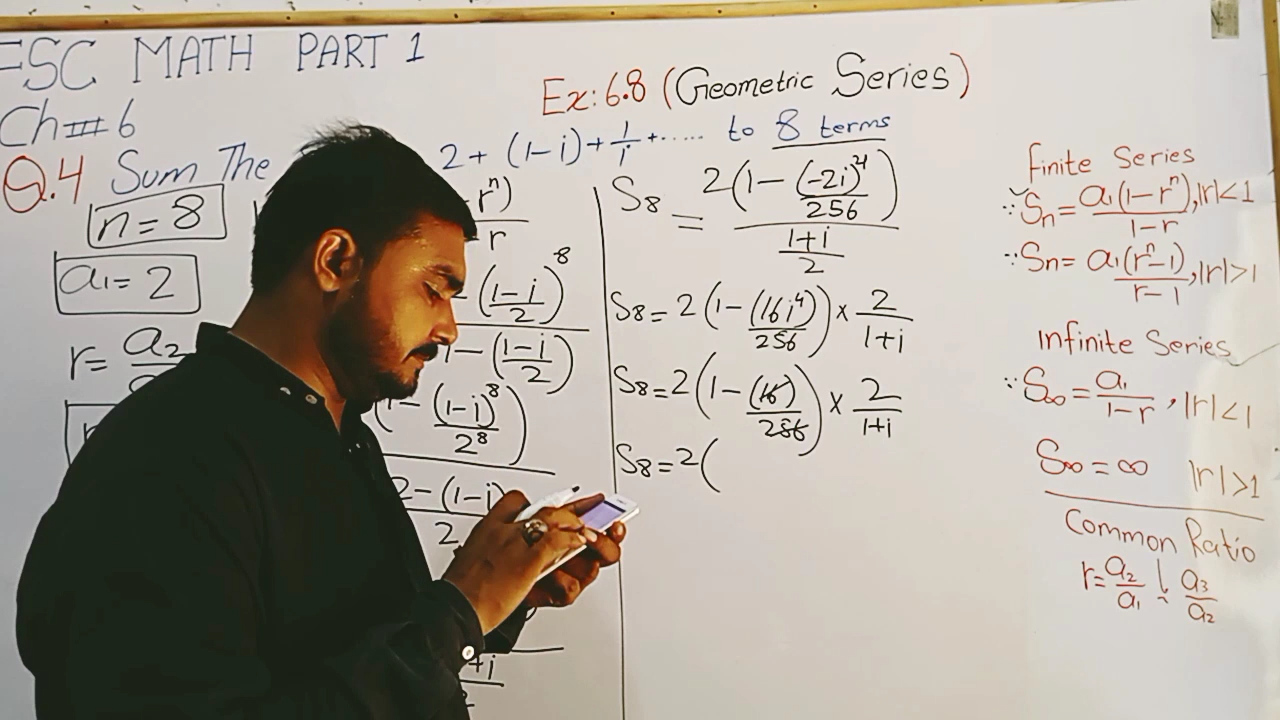 FSC MATH PART 1
Ch# 6
Ex: 6.8 (Geometric Series)
Q.4 Sum The 2 + (1-i) + 1/i + ..... to 8 terms
n = 8
a₁ = 2
r = a₂
rⁿ)
r
- ((1-i)/2)⁸
1 - ((1-i)/2)
- (1-i)⁸/2⁸)
2 - (1-i)
2
+i
S₈ = 2(1 - (-2i)⁴/256) / ((1+i)/2)
S₈ = 2(1 - (16i⁴)/256) × 2/(1+i)
S₈ = 2(1 - (16)/256) × 2/(1+i)
S₈ = 2(
Finite Series
∵ Sn = a₁(1-rⁿ)/(1-r), |r|<1
∵ Sn = a₁(rⁿ-1)/(r-1), |r|>1
Infinite Series
∵ S∞ = a₁/(1-r), |r|<1
S∞ = ∞ |r|>1
Common Ratio
r = a₂/a₁ ; a₃/a₂